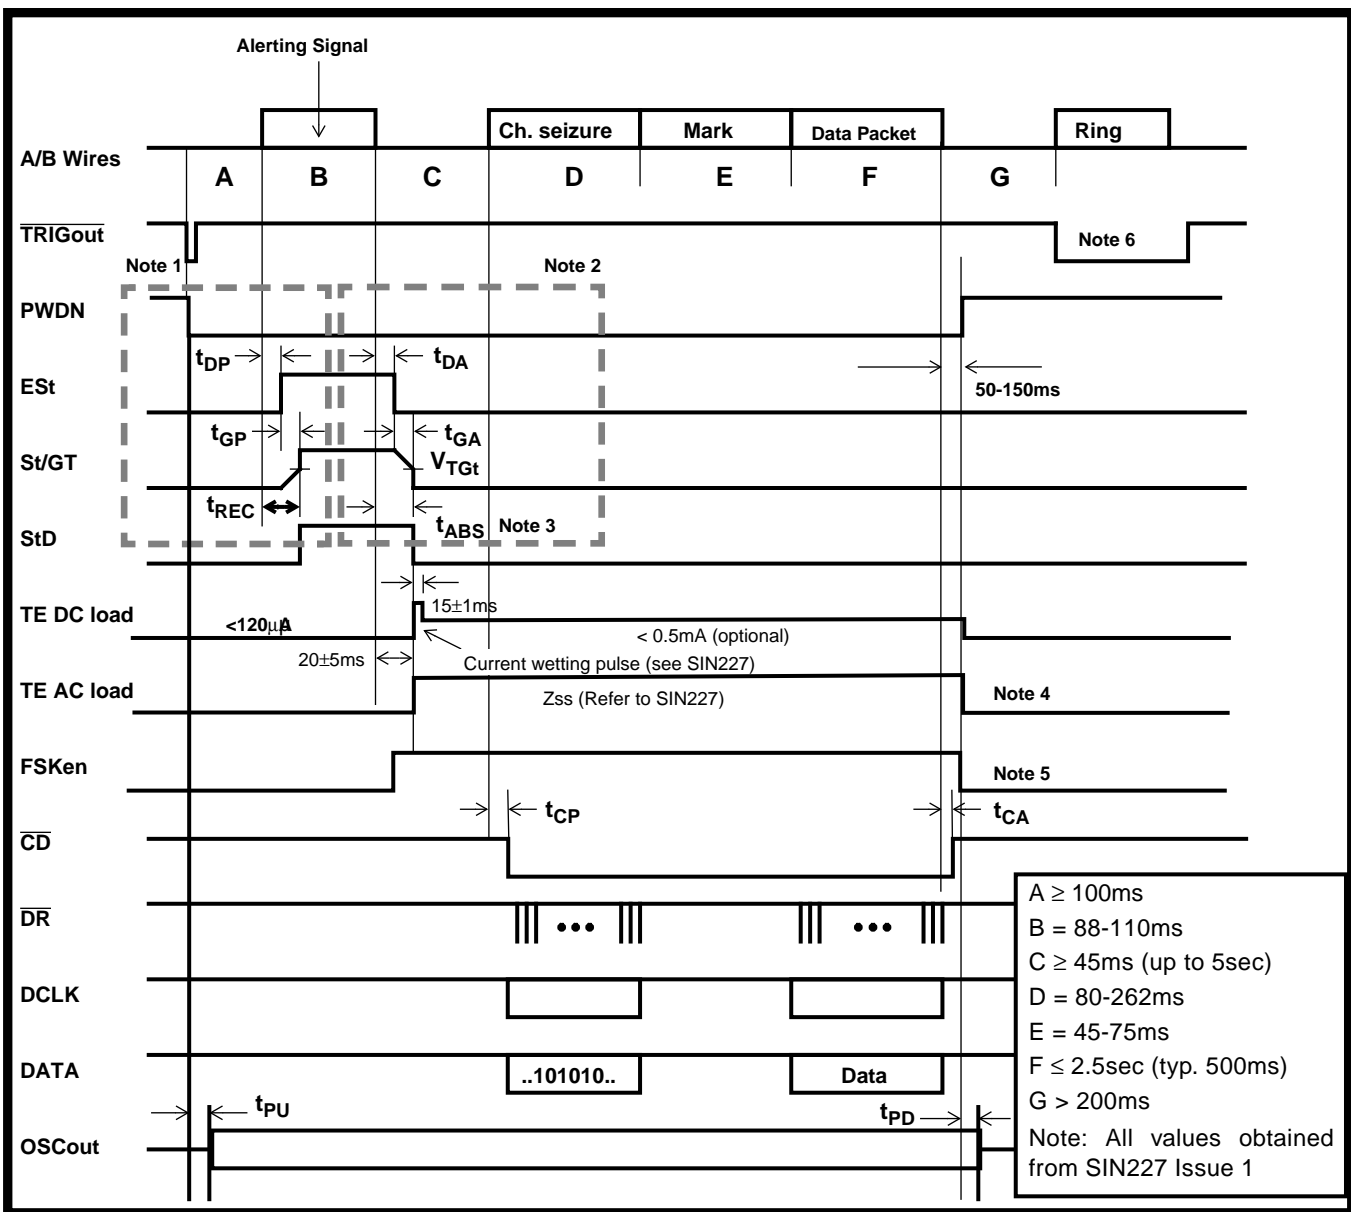 Alerting Signal
Ch. seizure Mark Data Packet Ring
A/B Wires
A B C D E F G
TRIGout
Note 6
Note 1 Note 2
PWDN
tDP tDA
ESt
50-150ms
tGP tGA
St/GT
VTGt
tREC
tABS Note 3
StD
15±1ms
TE DC load
<120μA
< 0.5mA (optional)
20±5ms
Current wetting pulse (see SIN227)
TE AC load
Zss (Refer to SIN227)
Note 4
FSKen
Note 5
tCP tCA
CD
A ≥ 100ms
DR
B = 88-110ms
C ≥ 45ms (up to 5sec)
DCLK
D = 80-262ms
E = 45-75ms
DATA
..101010.. Data
F ≤ 2.5sec (typ. 500ms)
G > 200ms
tPU tPD
OSCout
Note: All values obtained
from SIN227 Issue 1